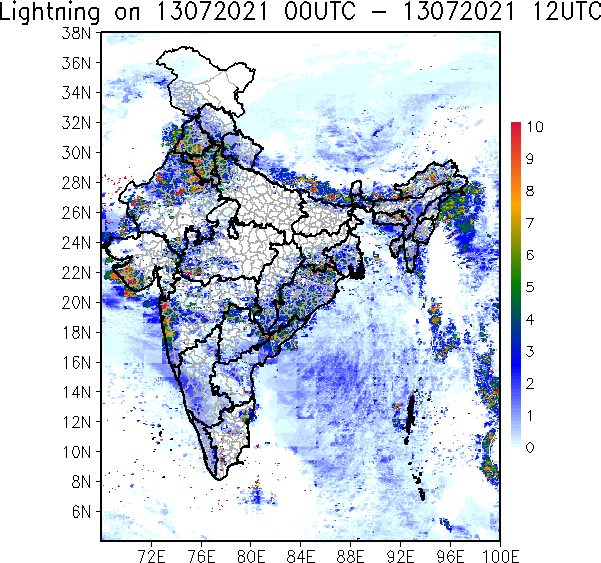 Lightning on 13072021 00UTC – 13072021 12UTC
38N
36N
34N
32N
30N
28N
26N
24N
22N
20N
18N
16N
14N
12N
10N
8N
6N
72E 76E 80E 84E 88E 92E 96E 100E
10
9
8
7
6
5
4
3
2
1
0